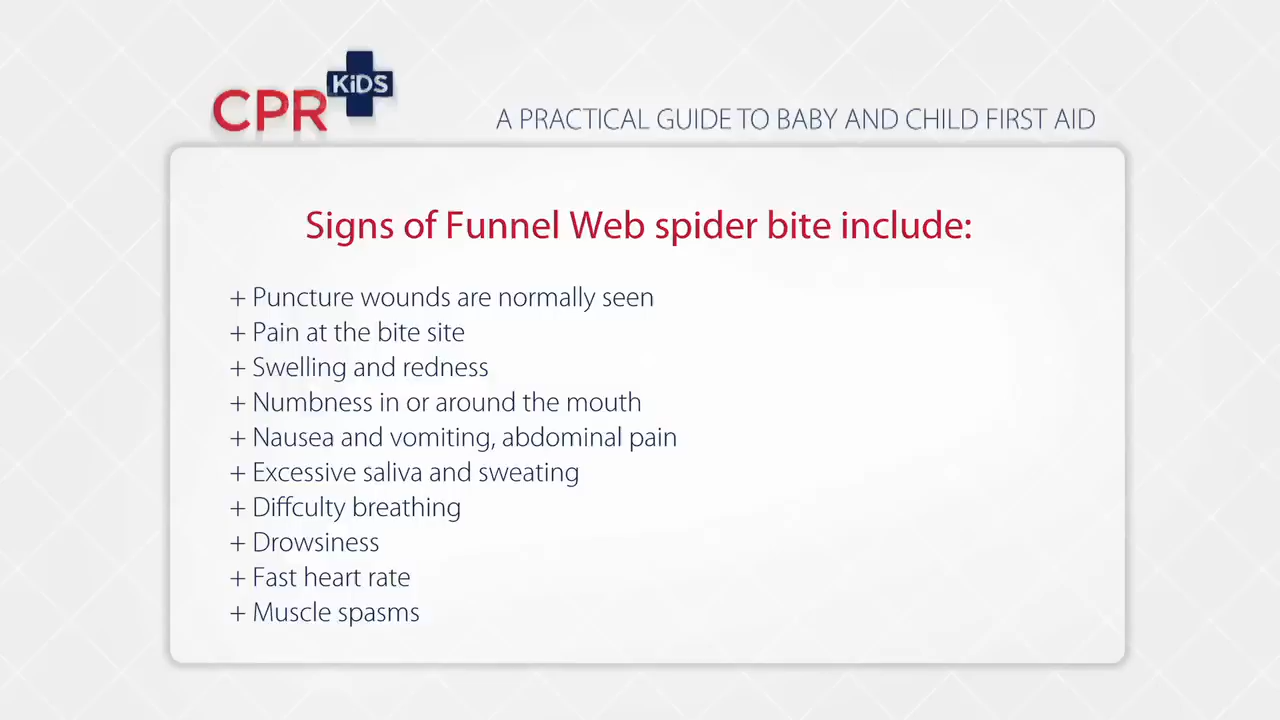 CPR KiDS
A PRACTICAL GUIDE TO BABY AND CHILD FIRST AID
Signs of Funnel Web spider bite include:
+ Puncture wounds are normally seen
+ Pain at the bite site
+ Swelling and redness
+ Numbness in or around the mouth
+ Nausea and vomiting, abdominal pain
+ Excessive saliva and sweating
+ Diffculty breathing
+ Drowsiness
+ Fast heart rate
+ Muscle spasms